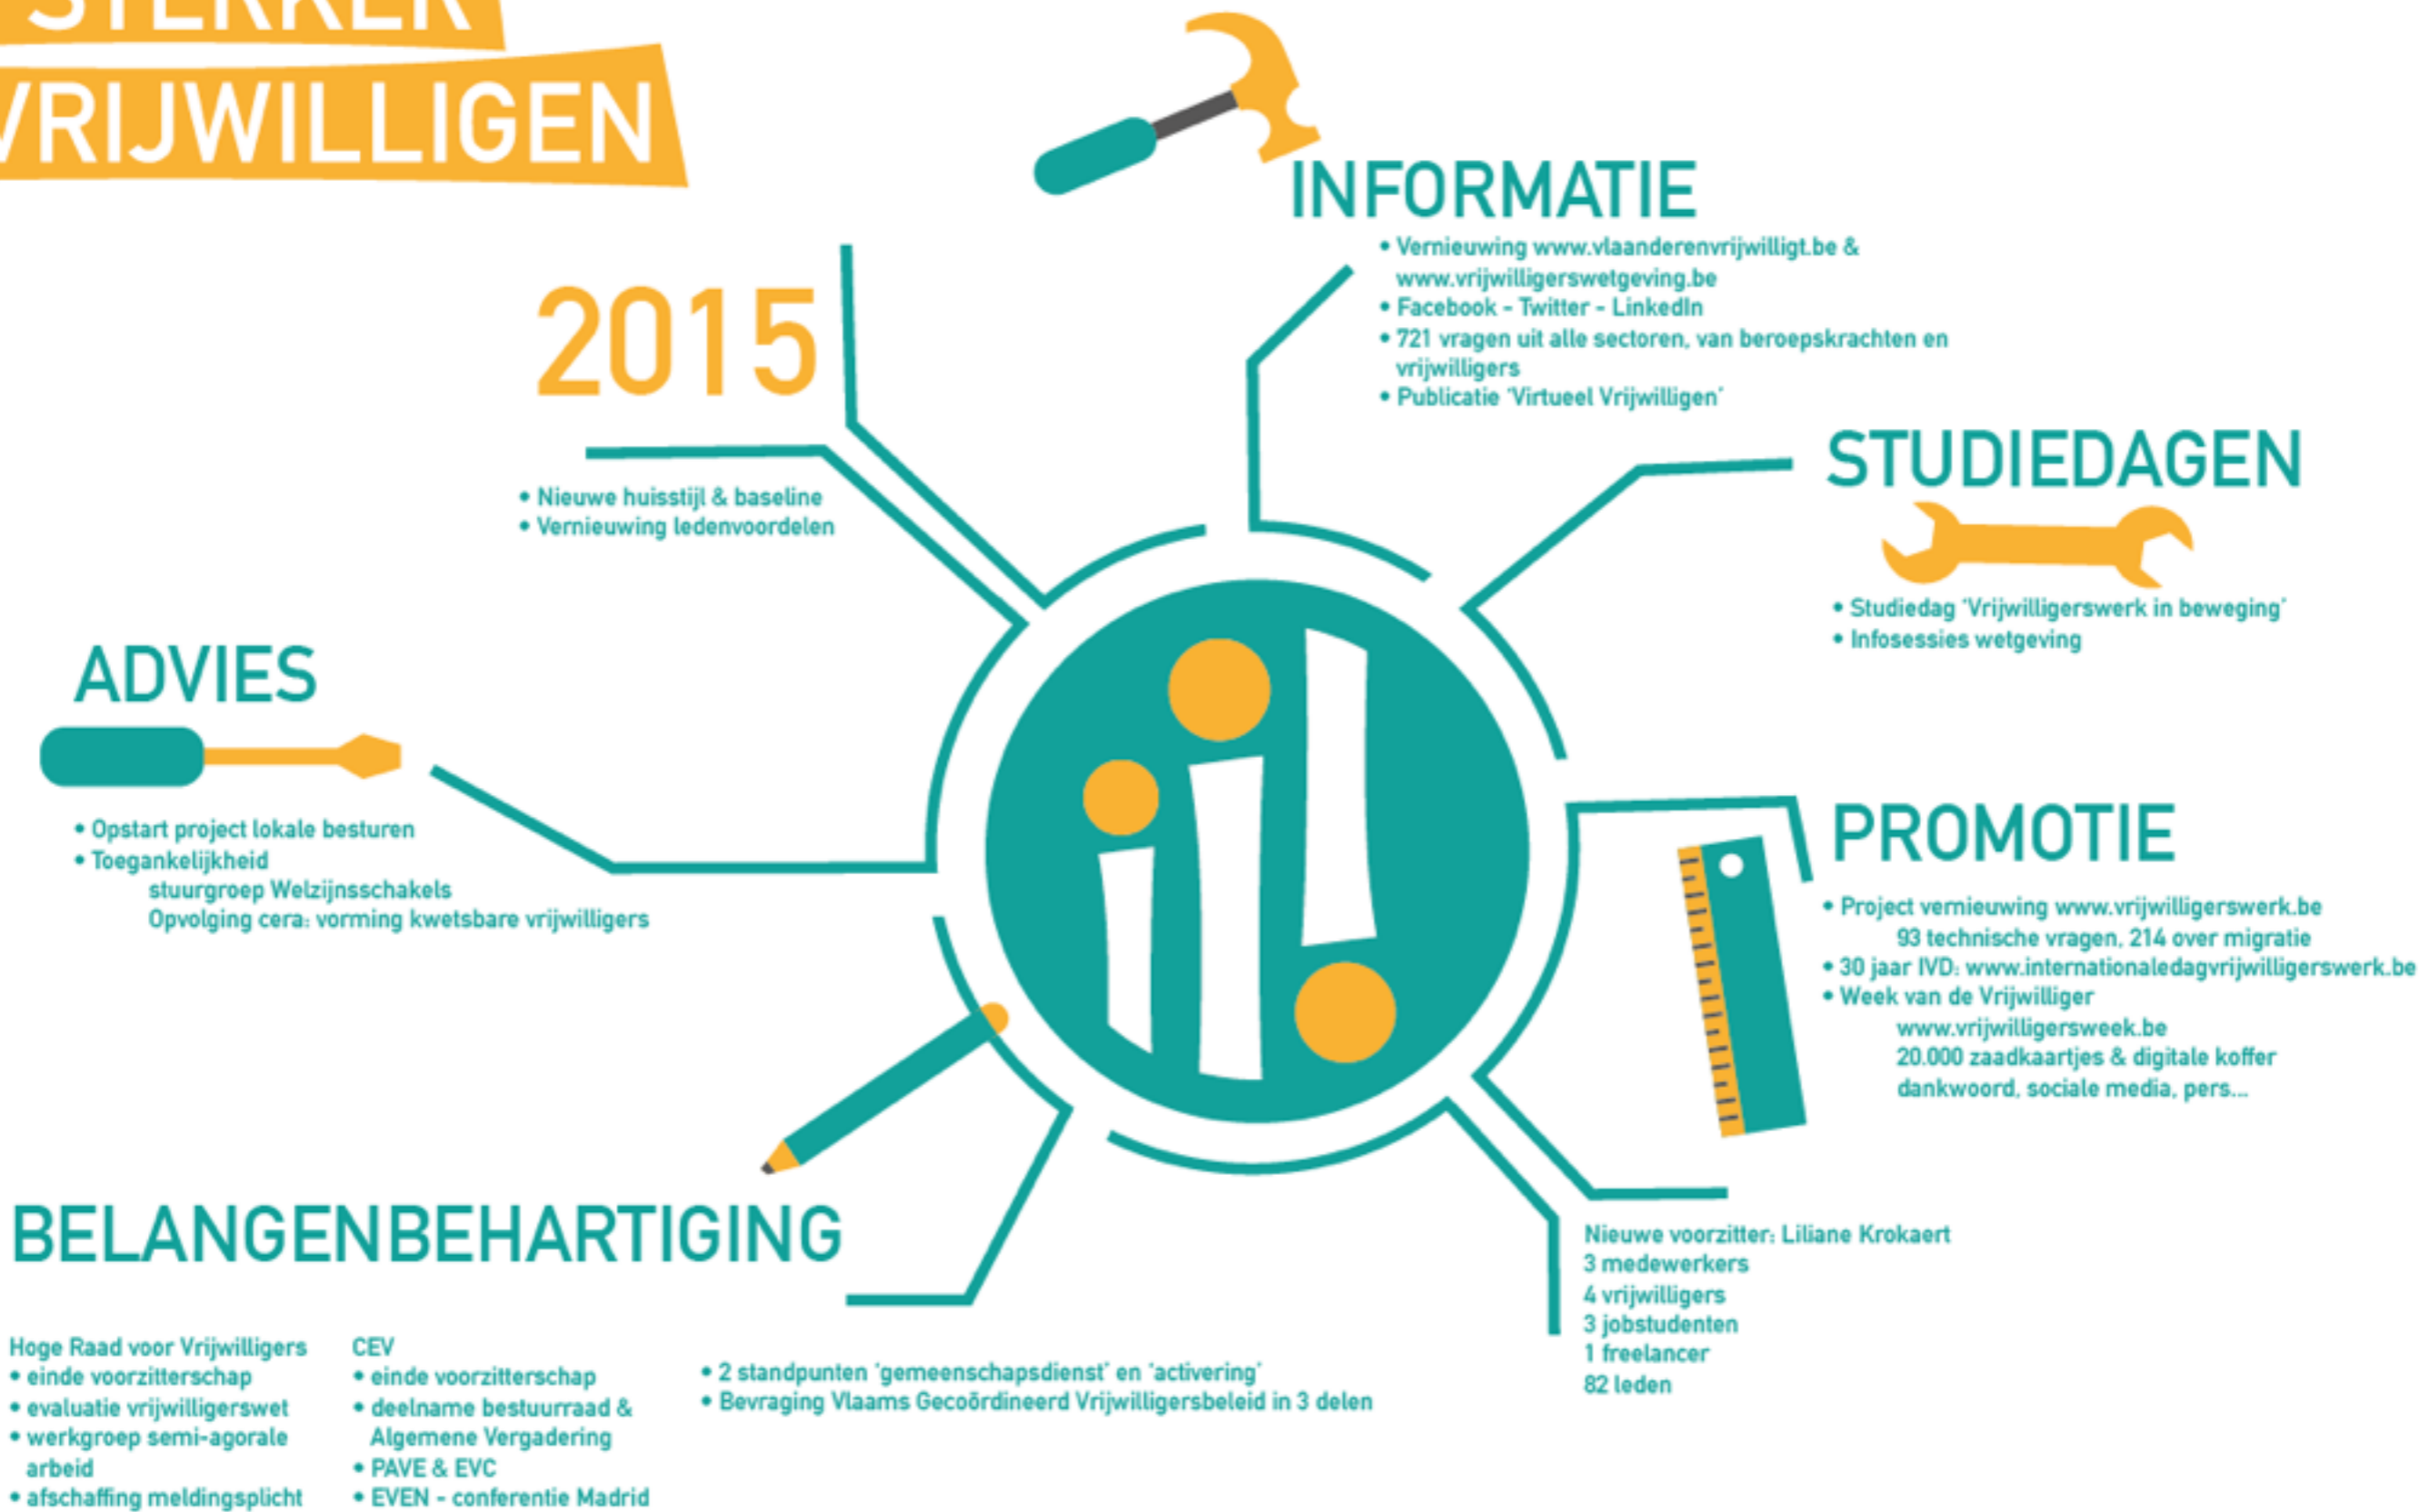 STERKER
VRIJWILLIGEN
2015
• Nieuwe huisstijl & baseline
• Vernieuwing ledenvoordelen
INFORMATIE
• Vernieuwing www.vlaanderenvrijwilligt.be &
www.vrijwilligerswetgeving.be
• Facebook - Twitter - LinkedIn
• 721 vragen uit alle sectoren, van beroepskrachten en
vrijwilligers
• Publicatie 'Virtueel Vrijwilligen'
STUDIEDAGEN
• Studiedag 'Vrijwilligerswerk in beweging'
• Infosessies wetgeving
ADVIES
• Opstart project lokale besturen
• Toegankelijkheid
stuurgroep Welzijnsschakels
Opvolging cera: vorming kwetsbare vrijwilligers
PROMOTIE
• Project vernieuwing www.vrijwilligerswerk.be
93 technische vragen, 214 over migratie
• 30 jaar IVD: www.internationaledagvrijwilligerswerk.be
• Week van de Vrijwilliger
www.vrijwilligersweek.be
20.000 zaadkaartjes & digitale koffer
dankwoord, sociale media, pers...
BELANGENBEHARTIGING
Hoge Raad voor Vrijwilligers
• einde voorzitterschap
• evaluatie vrijwilligerswet
• werkgroep semi-agorale
arbeid
• afschaffing meldingsplicht
CEV
• einde voorzitterschap
• deelname bestuurraad &
Algemene Vergadering
• PAVE & EVC
• EVEN - conferentie Madrid
• 2 standpunten 'gemeenschapsdienst' en 'activering'
• Bevraging Vlaams Gecoördineerd Vrijwilligersbeleid in 3 delen
Nieuwe voorzitter: Liliane Krokaert
3 medewerkers
4 vrijwilligers
3 jobstudenten
1 freelancer
82 leden